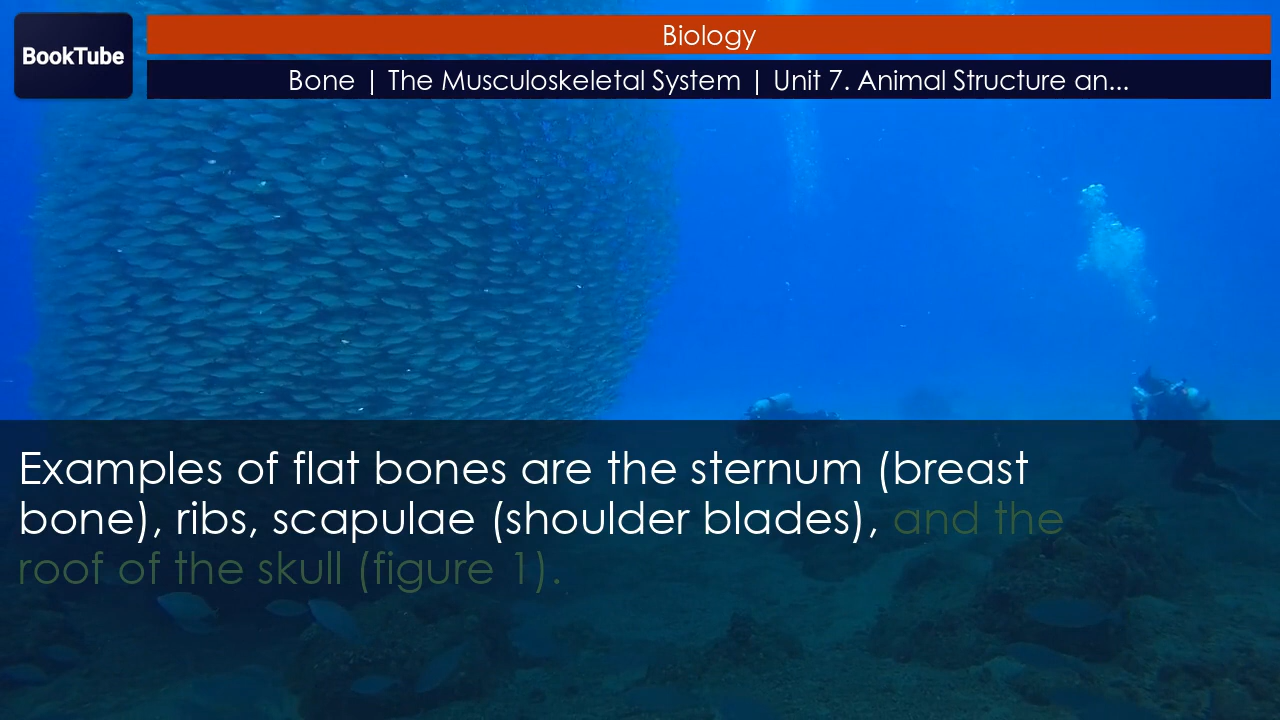 BookTube
Biology
Bone | The Musculoskeletal System | Unit 7. Animal Structure an...
Examples of flat bones are the sternum (breast
bone), ribs, scapulae (shoulder blades), and the
roof of the skull (figure 1).